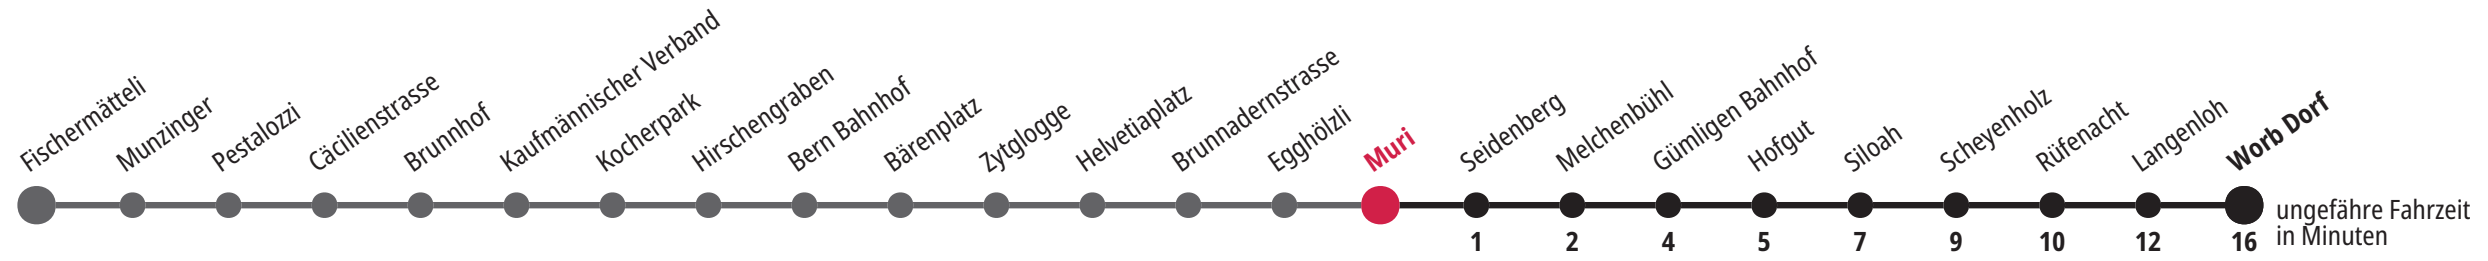 Fischermätteli
Munzinger
Pestalozzi
Cäcilienstrasse
Brunnhof
Kaufmännischer Verband
Kocherpark
Hirschengraben
Bern Bahnhof
Bärenplatz
Zytglogge
Helvetiaplatz
Brunnadernstrasse
Egghölzli
Muri
Seidenberg
Melchenbühl
Gümligen Bahnhof
Hofgut
Siloah
Scheyenholz
Rüfenacht
Langenloh
Worb Dorf
1 2 4 5 7 9 10 12 16
ungefähre Fahrzeit
in Minuten